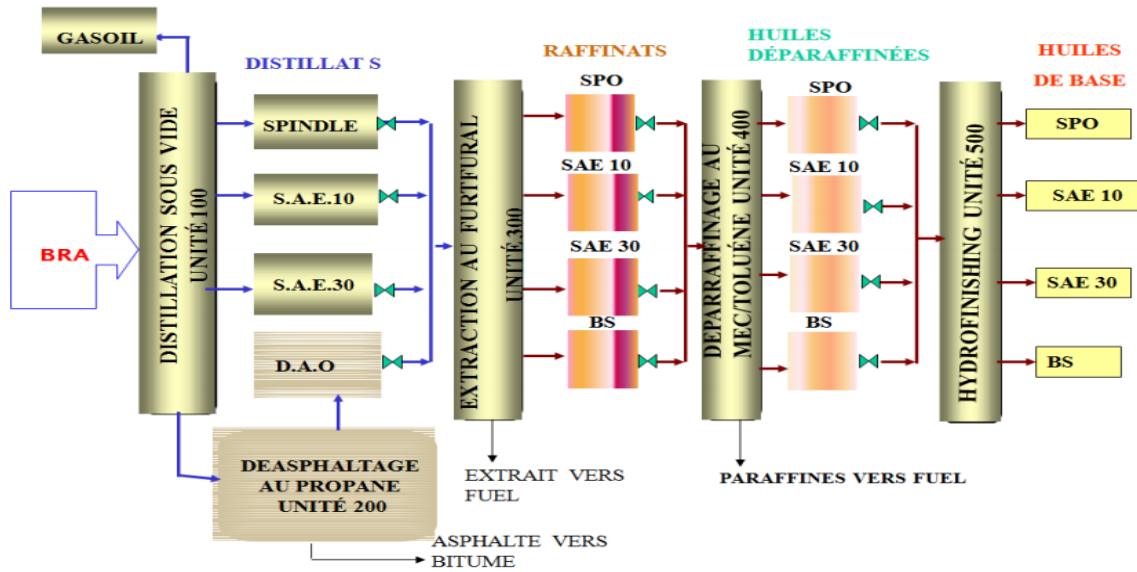 GASOIL
DISTILLAT S
RAFFINATS
HUILES
DÉPARAFFINÉES
HUILES
DE BASE
BRA
DISTILLATION SOUS VIDE
UNITÉ 100
SPINDLE
S.A.E.10
S.A.E.30
D.A.O
DEASPHALTAGE
AU PROPANE
UNITÉ 200
ASPHALTE VERS
BITUME
EXTRACTION AU FURTFURAL
UNITÉ 300
EXTRAIT VERS
FUEL
SPO
SAE 10
SAE 30
BS
DEPARRAFFINAGE AU
MEC/TOLUÉNE UNITÉ 400
PARAFFINES VERS FUEL
SPO
SAE 10
SAE 30
BS
HYDROFINISHING UNITÉ 500
SPO
SAE 10
SAE 30
BS